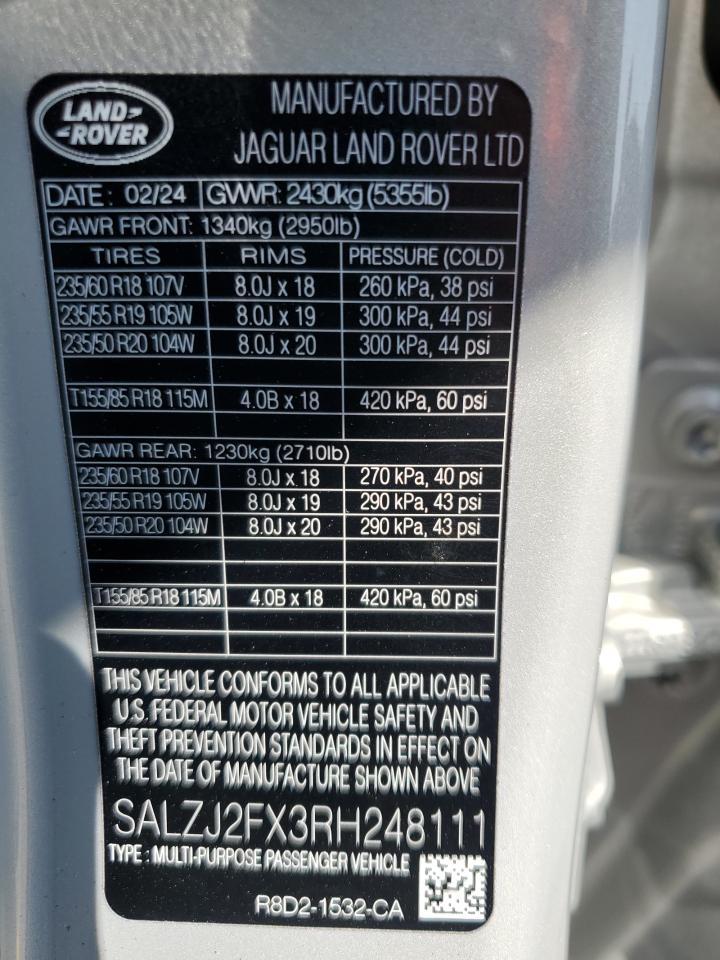 LAND-
-ROVER
MANUFACTURED BY
JAGUAR LAND ROVER LTD
DATE : 02/24 GVWR: 2430kg (5355lb)
GAWR FRONT: 1340kg (2950lb)
TIRES RIMS PRESSURE (COLD)
235/60 R18 107V 8.0J x 18 260 kPa, 38 psi
235/55 R19 105W 8.0J x 19 300 kPa, 44 psi
235/50 R20 104W 8.0J x 20 300 kPa, 44 psi
T155/85 R18 115M 4.0B x 18 420 kPa, 60 psi
GAWR REAR: 1230kg (2710lb)
235/60 R18 107V 8.0J x 18 270 kPa, 40 psi
235/55 R19 105W 8.0J x 19 290 kPa, 43 psi
235/50 R20 104W 8.0J x 20 290 kPa, 43 psi
T155/85 R18 115M 4.0B x 18 420 kPa, 60 psi
THIS VEHICLE CONFORMS TO ALL APPLICABLE
U.S. FEDERAL MOTOR VEHICLE SAFETY AND
THEFT PREVENTION STANDARDS IN EFFECT ON
THE DATE OF MANUFACTURE SHOWN ABOVE
SALZJ2FX3RH248111
TYPE : MULTI-PURPOSE PASSENGER VEHICLE
R8D2-1532-CA